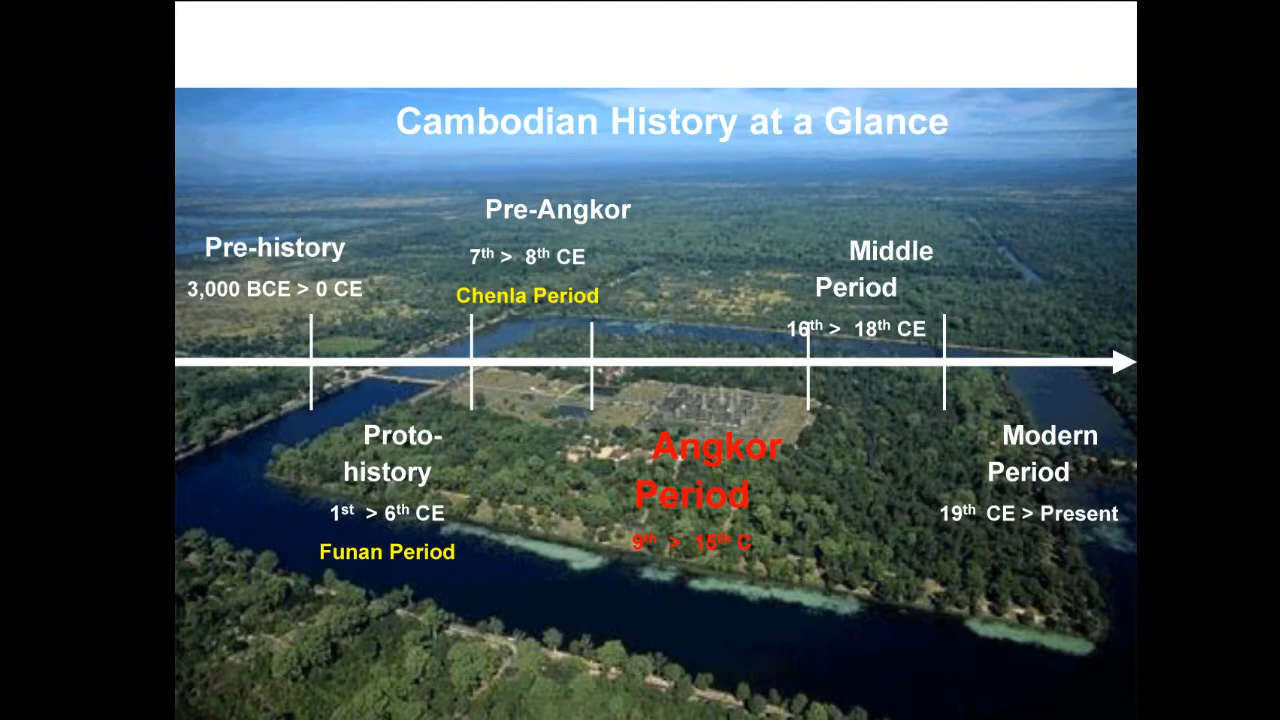 Cambodian History at a Glance
Pre-history
3,000 BCE > 0 CE
Proto-
history
1st > 6th CE
Funan Period
Pre-Angkor
7th > 8th CE
Chenla Period
Angkor
Period
9th > 15th C
Middle
Period
16th > 18th CE
Modern
Period
19th CE > Present